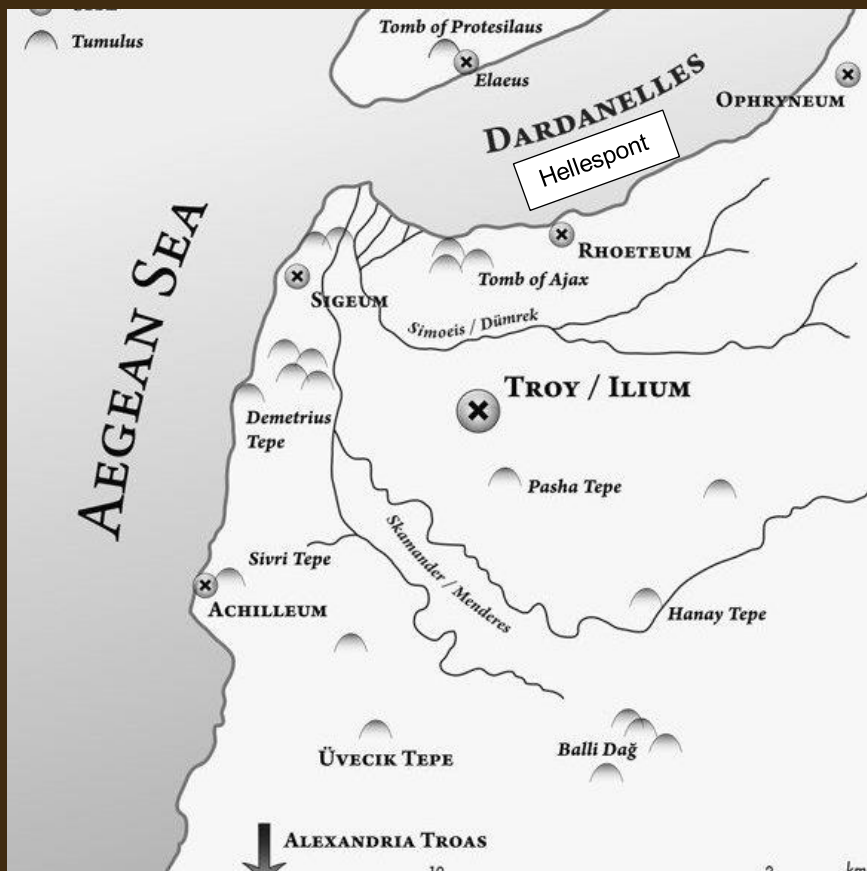 Tumulus
Tomb of Protesilaus
Elaeus
OPHRYNEUM
DARDANELLES
Hellespont
RHOETEUM
Tomb of Ajax
SIGEUM
AEGEAN SEA
Simoeis / Dümrek
TROY / ILIUM
Demetrius
Tepe
Pasha Tepe
Skamander / Menderes
Sivri Tepe
ACHILLEUM
Hanay Tepe
ÜVECIK TEPE
Balli Dağ
ALEXANDRIA TROAS
km